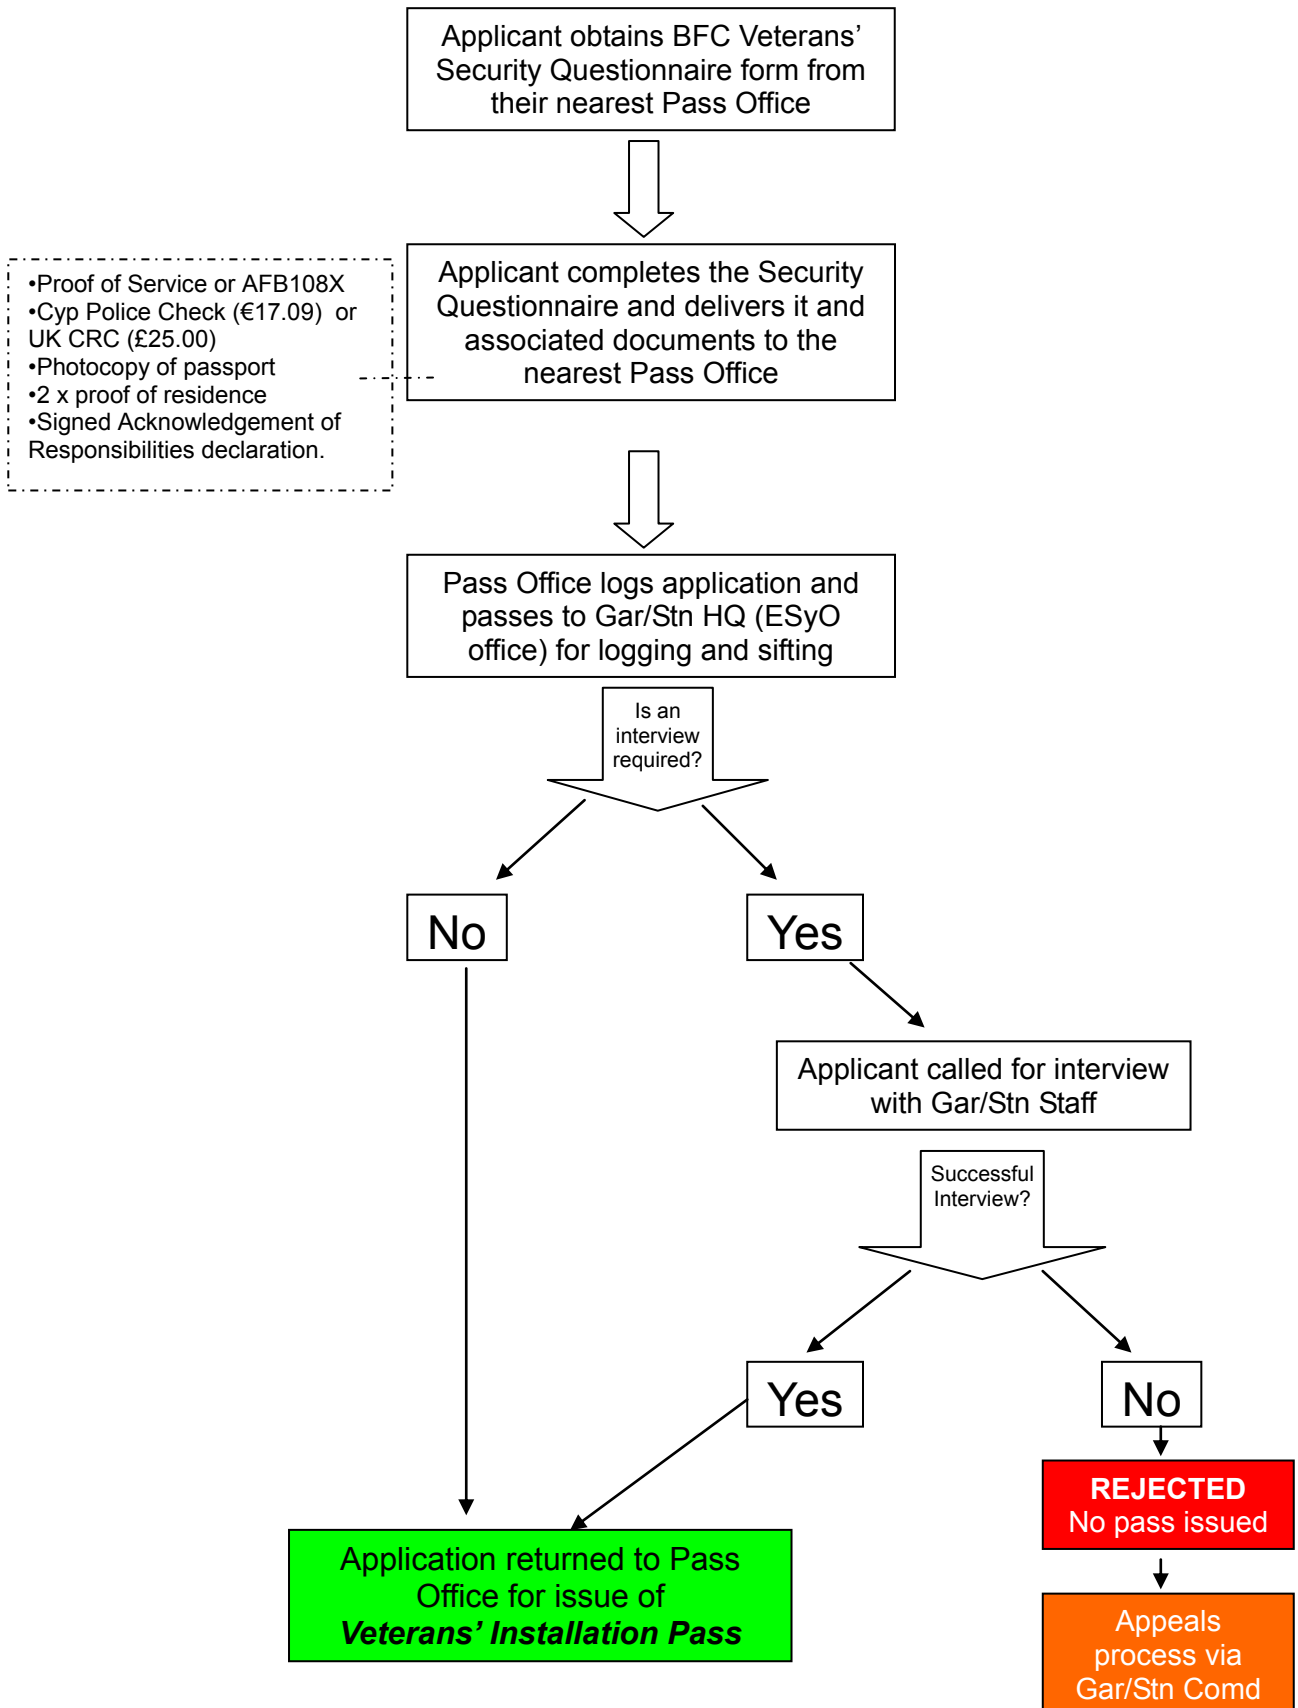 Applicant obtains BFC Veterans’
Security Questionnaire form from
their nearest Pass Office
•Proof of Service or AFB108X
•Cyp Police Check (€17.09)  or
UK CRC (£25.00)
•Photocopy of passport
•2 x proof of residence
•Signed Acknowledgement of
Responsibilities declaration.
Applicant completes the Security
Questionnaire and delivers it and
associated documents to the
nearest Pass Office
Pass Office logs application and
passes to Gar/Stn HQ (ESyO
office) for logging and sifting
Is an
interview
required?
No
Yes
Applicant called for interview
with Gar/Stn Staff
Successful
Interview?
Yes
No
REJECTED
No pass issued
Application returned to Pass
Office for issue of
Veterans’ Installation Pass
Appeals
process via
Gar/Stn Comd